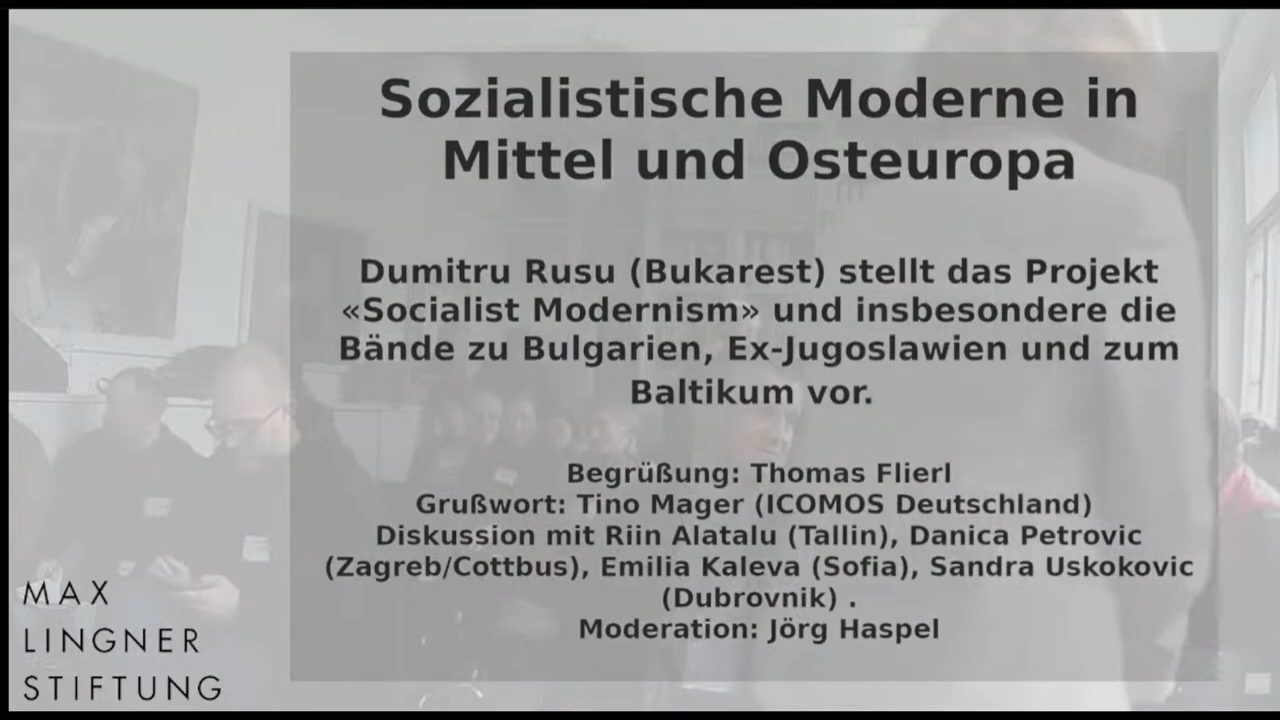 Sozialistische Moderne in
Mittel und Osteuropa
Dumitru Rusu (Bukarest) stellt das Projekt
«Socialist Modernism» und insbesondere die
Bände zu Bulgarien, Ex-Jugoslawien und zum
Baltikum vor.
Begrüßung: Thomas Flierl
Grußwort: Tino Mager (ICOMOS Deutschland)
Diskussion mit Riin Alatalu (Tallin), Danica Petrovic
(Zagreb/Cottbus), Emilia Kaleva (Sofia), Sandra Uskokovic
(Dubrovnik) .
Moderation: Jörg Haspel
MAX
LINGNER
STIFTUNG